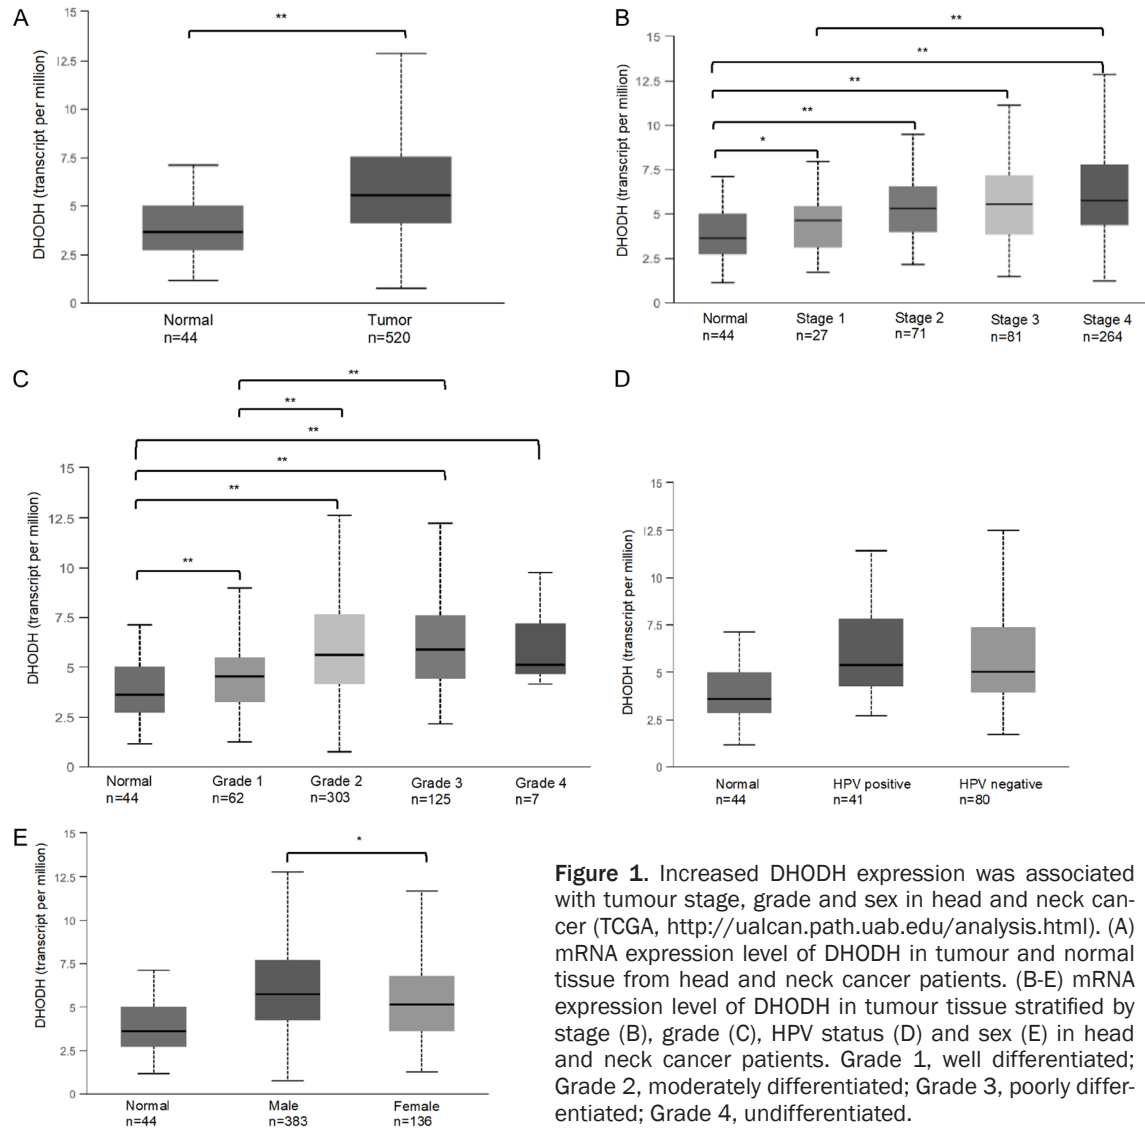 A
DHODH (transcript per million)
15
12.5
10
7.5
5
2.5
0
**
Normal
n=44
Tumor
n=520
B
DHODH (transcript per million)
15
12.5
10
7.5
5
2.5
0
**
**
**
**
*
Normal
n=44
Stage 1
n=27
Stage 2
n=71
Stage 3
n=81
Stage 4
n=264
C
DHODH (transcript per million)
15
12.5
10
7.5
5
2.5
0
**
**
**
**
**
**
Normal
n=44
Grade 1
n=62
Grade 2
n=303
Grade 3
n=125
Grade 4
n=7
D
DHODH (transcript per million)
15
12.5
10
7.5
5
2.5
0
Normal
n=44
HPV positive
n=41
HPV negative
n=80
E
DHODH (transcript per million)
15
12.5
10
7.5
5
2.5
0
*
Normal
n=44
Male
n=383
Female
n=136
Figure 1. Increased DHODH expression was associated
with tumour stage, grade and sex in head and neck can-
cer (TCGA, http://ualcan.path.uab.edu/analysis.html). (A)
mRNA expression level of DHODH in tumour and normal
tissue from head and neck cancer patients. (B-E) mRNA
expression level of DHODH in tumour tissue stratified by
stage (B), grade (C), HPV status (D) and sex (E) in head
and neck cancer patients. Grade 1, well differentiated;
Grade 2, moderately differentiated; Grade 3, poorly differ-
entiated; Grade 4, undifferentiated.